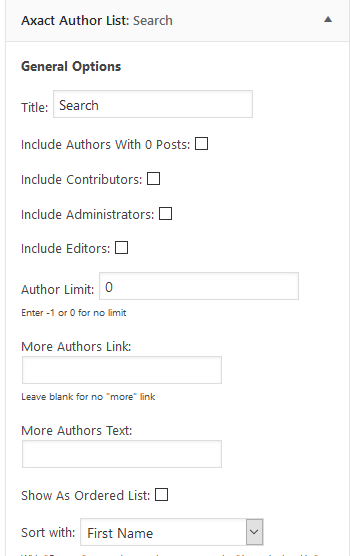 Axact Author List: Search
General Options
Title: Search
Include Authors With 0 Posts:
Include Contributors:
Include Administrators:
Include Editors:
Author Limit: 0
Enter -1 or 0 for no limit
More Authors Link:
Leave blank for no "more" link
More Authors Text:
Show As Ordered List:
Sort with: First Name